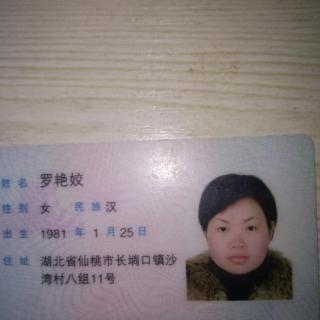 姓名 罗艳姣
性别 女 民族 汉
出生 1981 年 1 月 25 日
住址 湖北省仙桃市长埫口镇沙
湾村八组11号